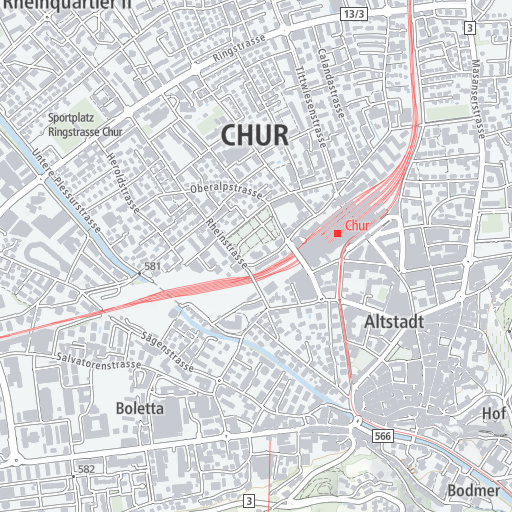 Rheinquartier II
13/3
3
Ringstrasse
Calandastrasse
Tittwiesenstrasse
Masanserstrasse
Sportplatz
Ringstrasse Chur
CHUR
Heroldstrasse
Untere-Plessurstrasse
Oberalpstrasse
Rheinstrasse
Chur
581
Altstadt
Sägenstrasse
Salvatorenstrasse
Boletta
Hof
566
582
3
Bodmer